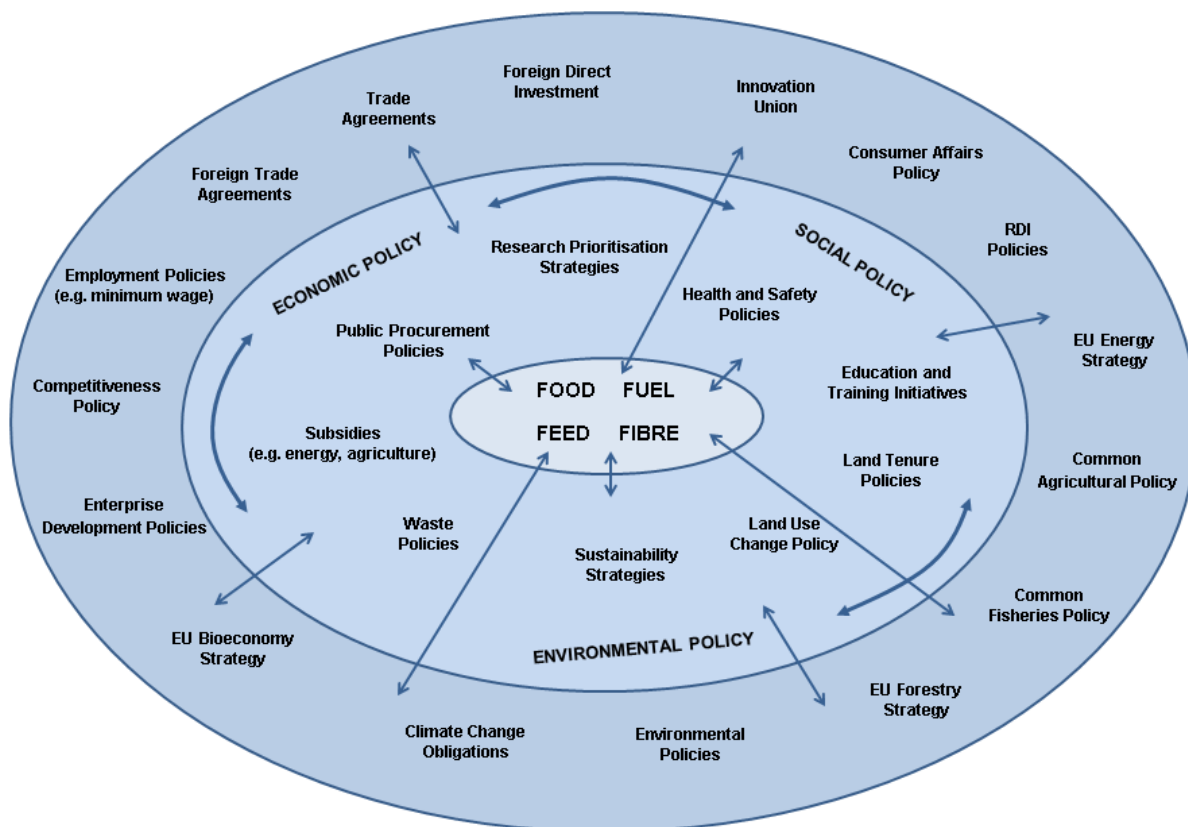 Foreign Direct
Investment
Trade
Agreements
Innovation
Union
Consumer Affairs
Policy
Foreign Trade
Agreements
RDI
Policies
ECONOMIC POLICY
SOCIAL POLICY
Research Prioritisation
Strategies
Employment Policies
(e.g. minimum wage)
Health and Safety
Policies
Public Procurement
Policies
EU Energy
Strategy
Competitiveness
Policy
Education and
Training Initiatives
FOOD FUEL
FEED FIBRE
Subsidies
(e.g. energy, agriculture)
Land Tenure
Policies
Common
Agricultural Policy
Enterprise
Development Policies
Waste
Policies
Land Use
Change Policy
Sustainability
Strategies
Common
Fisheries Policy
EU Bioeconomy
Strategy
ENVIRONMENTAL POLICY
EU Forestry
Strategy
Climate Change
Obligations
Environmental
Policies